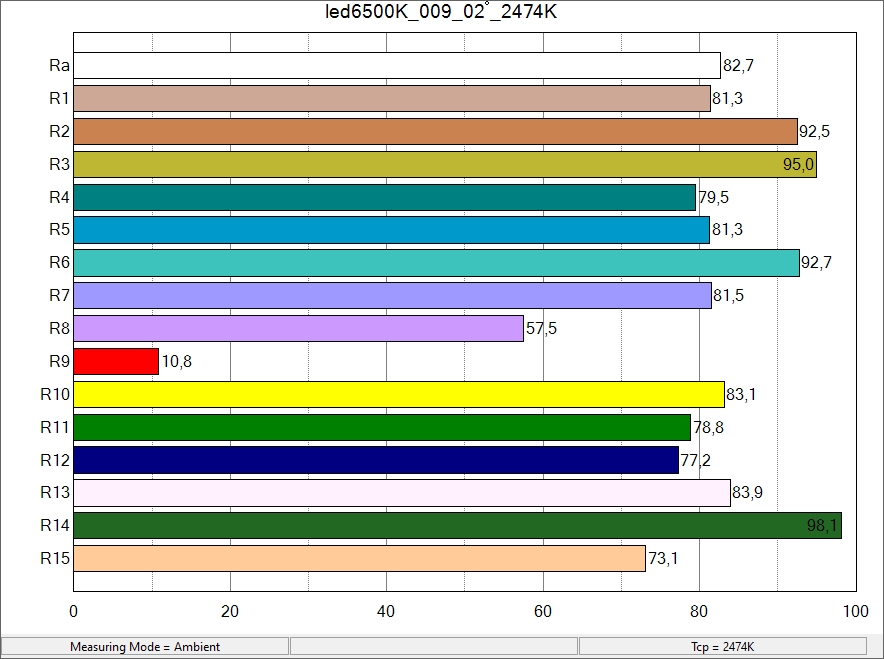 led6500K_009_02°_2474K
Ra 82,7
R1 81,3
R2 92,5
R3 95,0
R4 79,5
R5 81,3
R6 92,7
R7 81,5
R8 57,5
R9 10,8
R10 83,1
R11 78,8
R12 77,2
R13 83,9
R14 98,1
R15 73,1
0 20 40 60 80 100
Measuring Mode = Ambient Tcp = 2474K